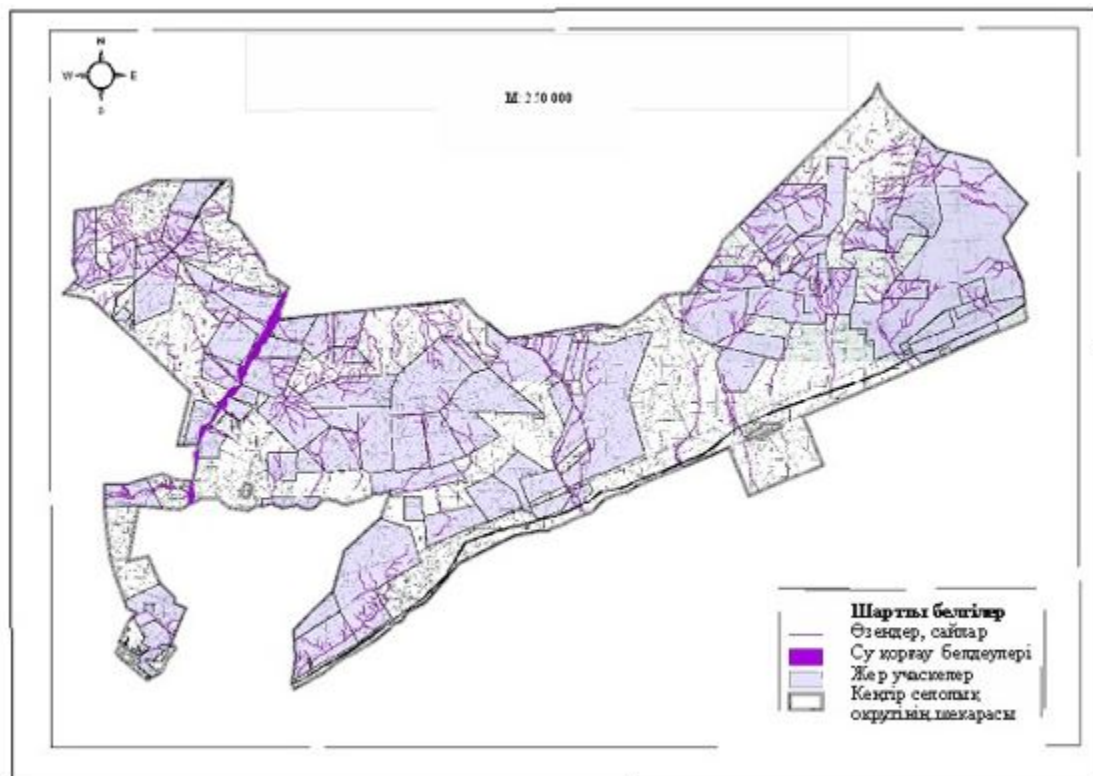 N
W E
S
М: 250 000
Шартты белгілер
Өзендер, сайлар
Су қорғау белдеулері
Жер учаскелер
Кеңгір селолық
округінің шекарасы